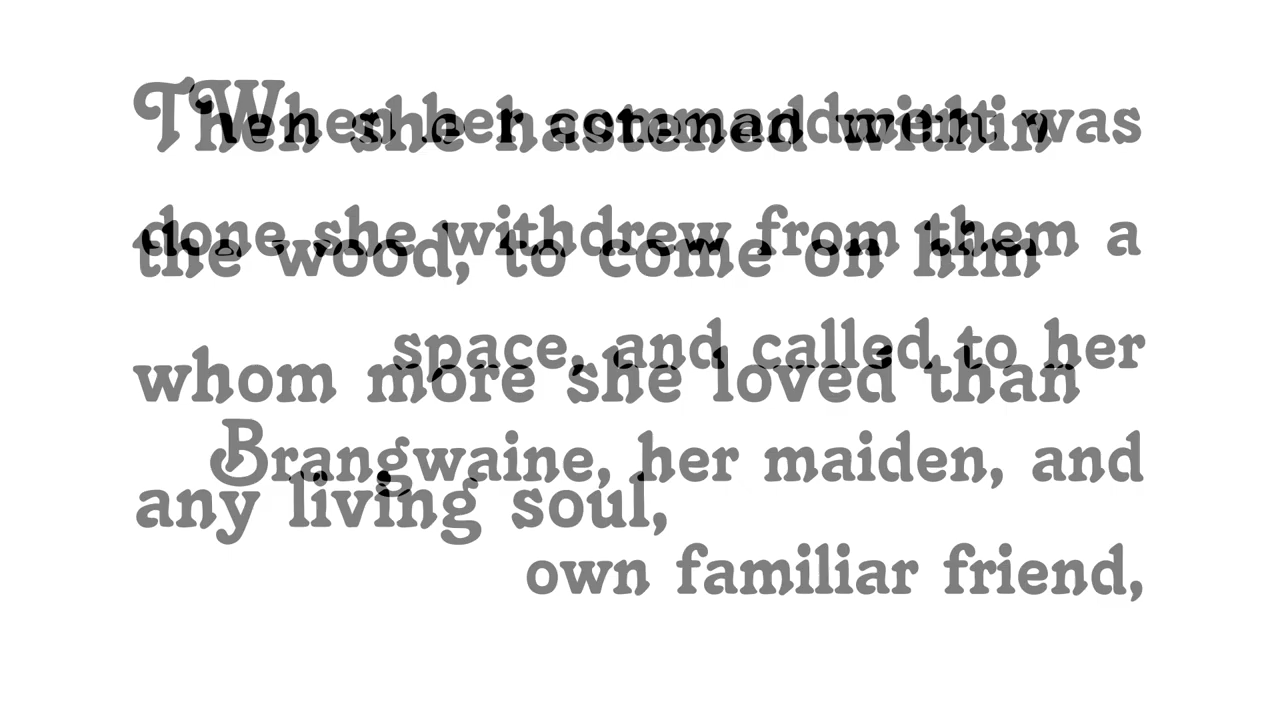 Then she hastened within
the wood, to come on him
whom more she loved than
any living soul,
When her commandment was
done she withdrew from them a
space, and called to her
Brangwaine, her maiden, and
own familiar friend,